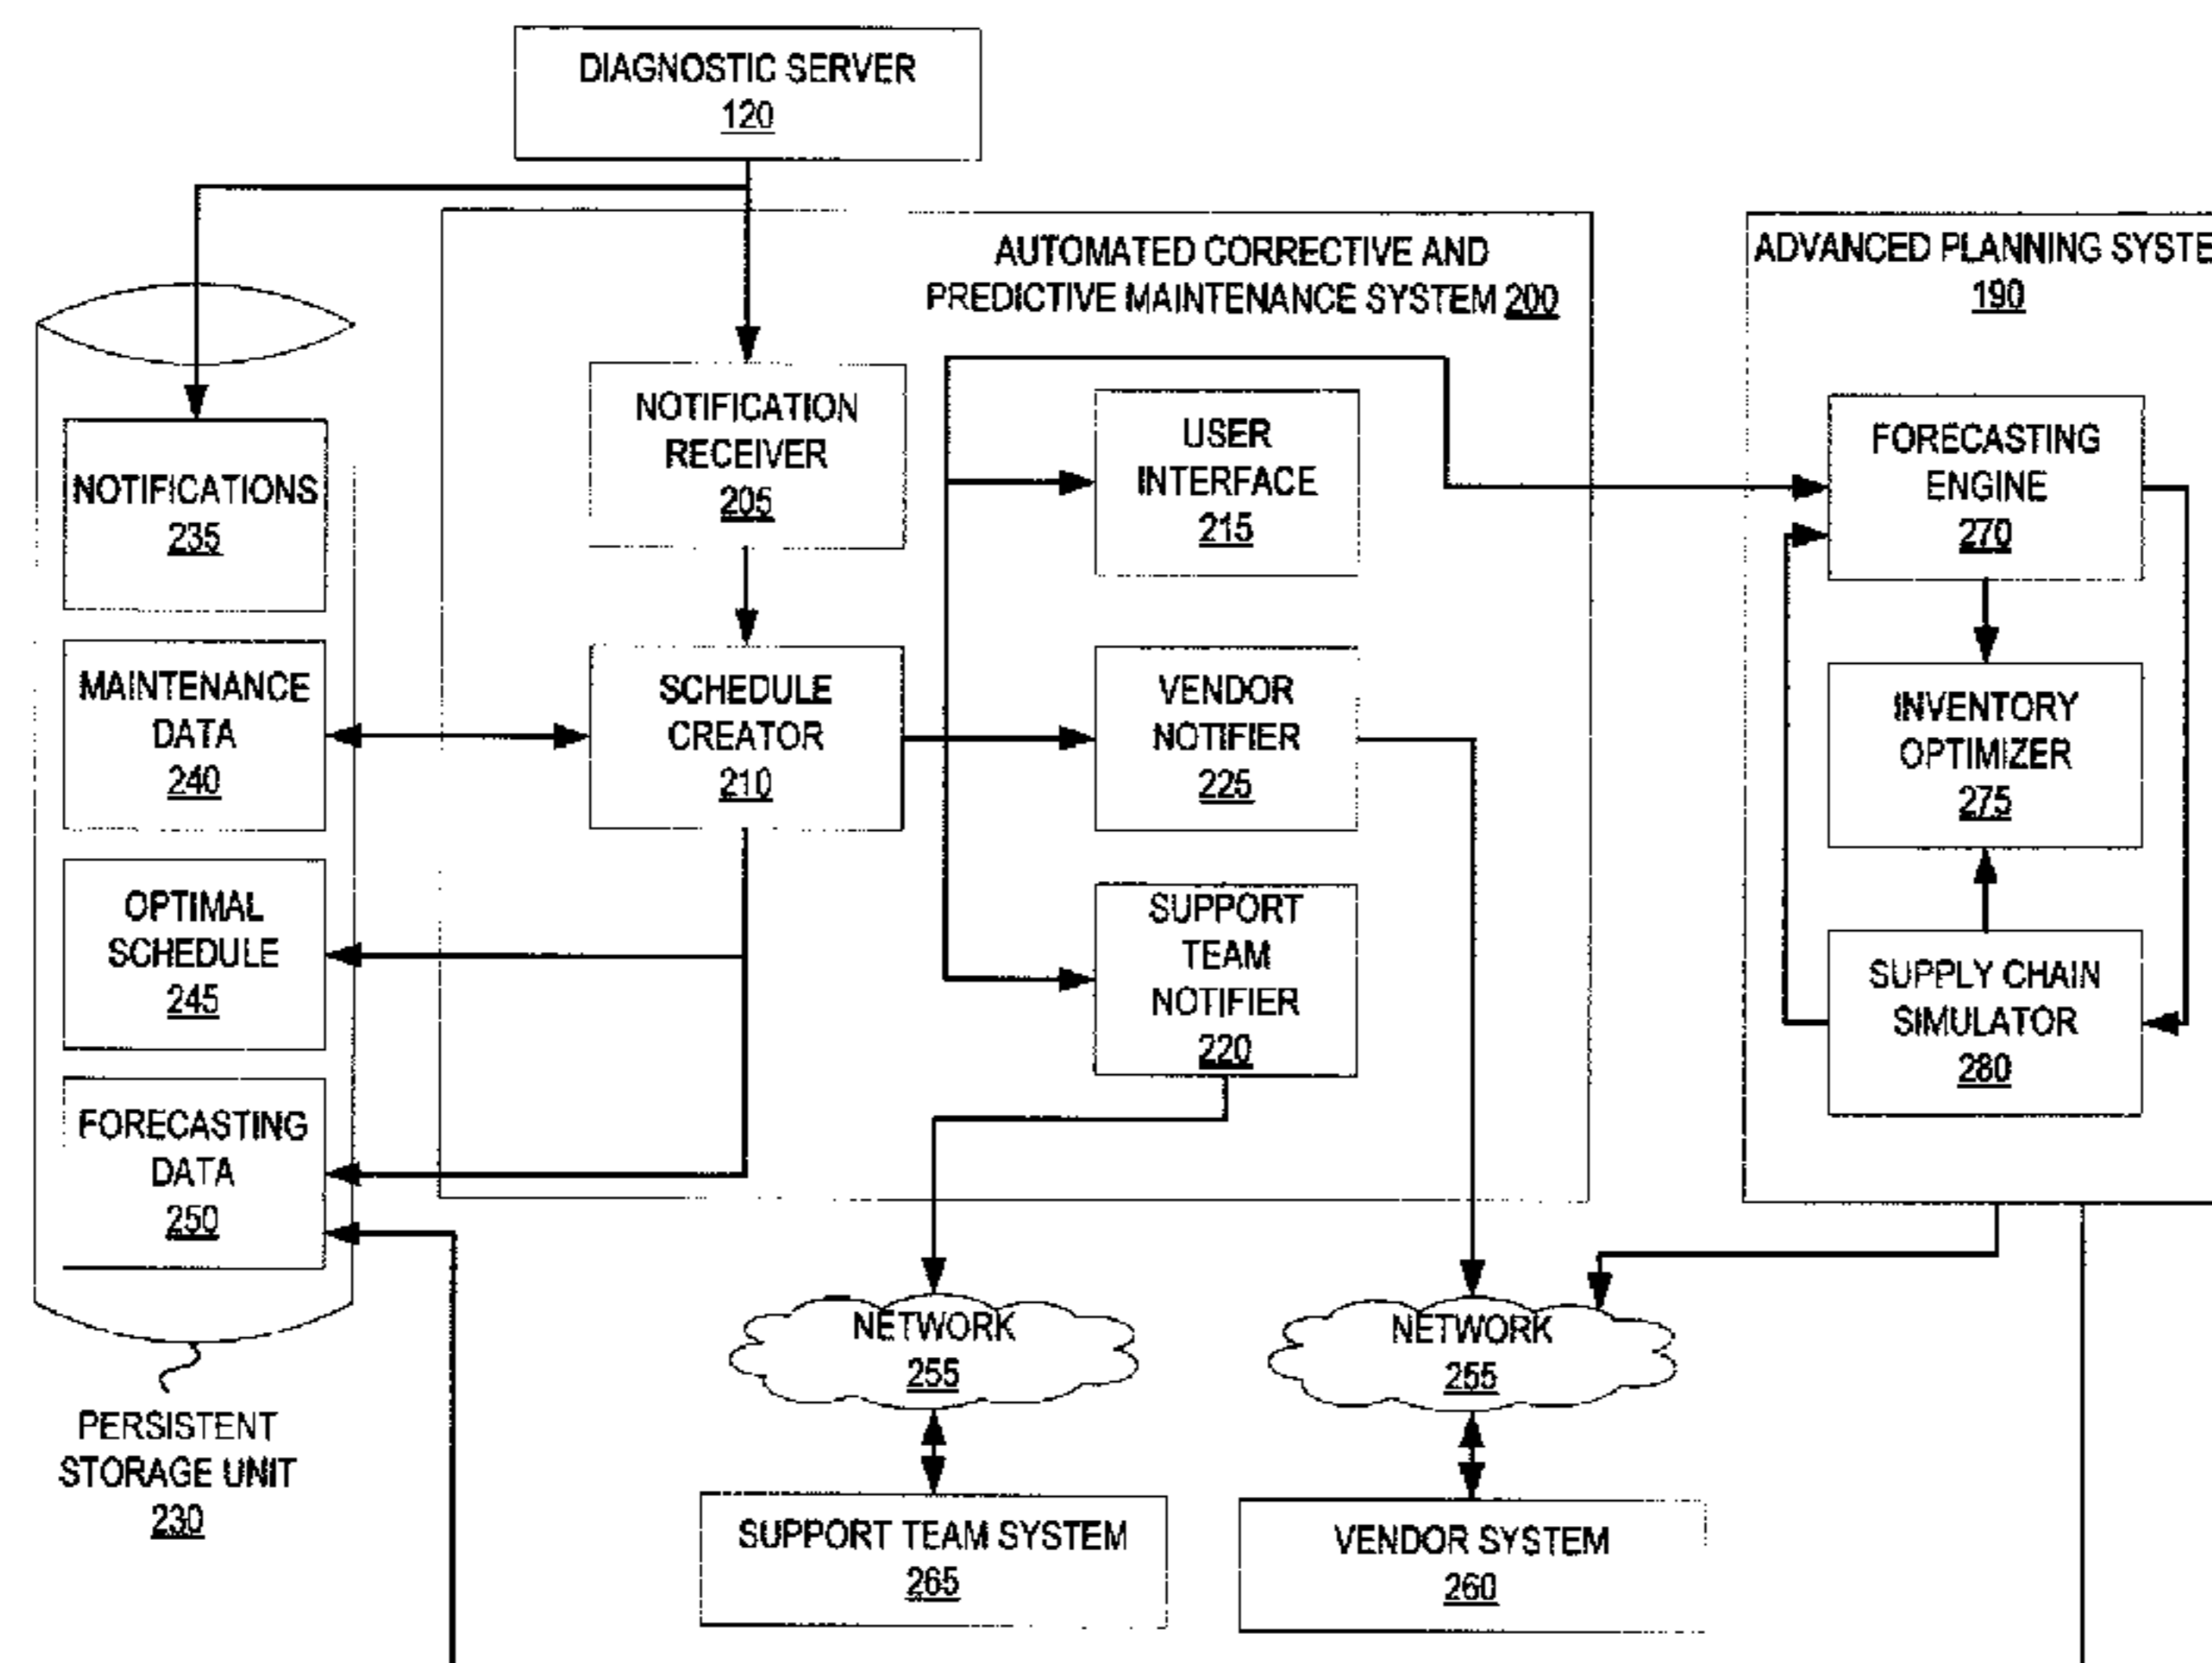 DIAGNOSTIC SERVER
120
AUTOMATED CORRECTIVE AND
PREDICTIVE MAINTENANCE SYSTEM 200
ADVANCED PLANNING SYSTE
190
NOTIFICATIONS
235
MAINTENANCE
DATA
240
OPTIMAL
SCHEDULE
245
FORECASTING
DATA
250
PERSISTENT
STORAGE UNIT
230
NOTIFICATION
RECEIVER
205
SCHEDULE
CREATOR
210
USER
INTERFACE
215
VENDOR
NOTIFIER
225
SUPPORT
TEAM
NOTIFIER
220
FORECASTING
ENGINE
270
INVENTORY
OPTIMIZER
275
SUPPLY CHAIN
SIMULATOR
280
NETWORK
255
NETWORK
255
SUPPORT TEAM SYSTEM
265
VENDOR SYSTEM
260